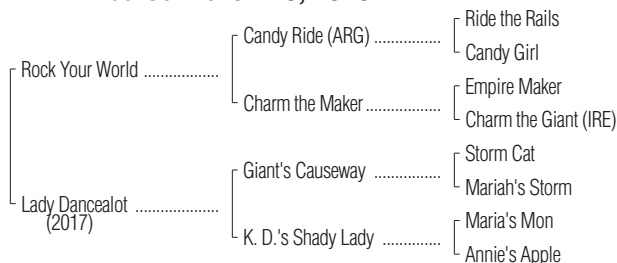 Ride the Rails
Candy Ride (ARG) ..................
Candy Girl
Rock Your World ...................
Empire Maker
Charm the Maker ..................
Charm the Giant (IRE)
Storm Cat
Giant's Causeway .................
Mariah's Storm
Lady Dancealot .....................
(2017)
Maria's Mon
K. D.'s Shady Lady ...............
Annie's Apple